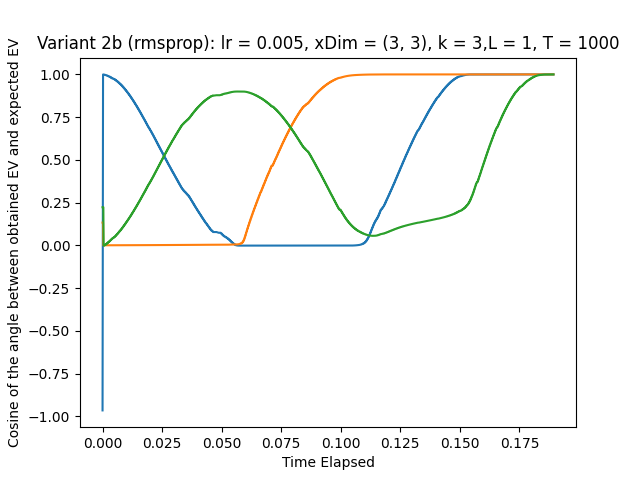 Variant 2b (rmsprop): lr = 0.005, xDim = (3, 3), k = 3,L = 1, T = 1000
Cosine of the angle between obtained EV and expected EV
1.00
0.75
0.50
0.25
0.00
−0.25
−0.50
−0.75
−1.00
0.000 0.025 0.050 0.075 0.100 0.125 0.150 0.175
Time Elapsed